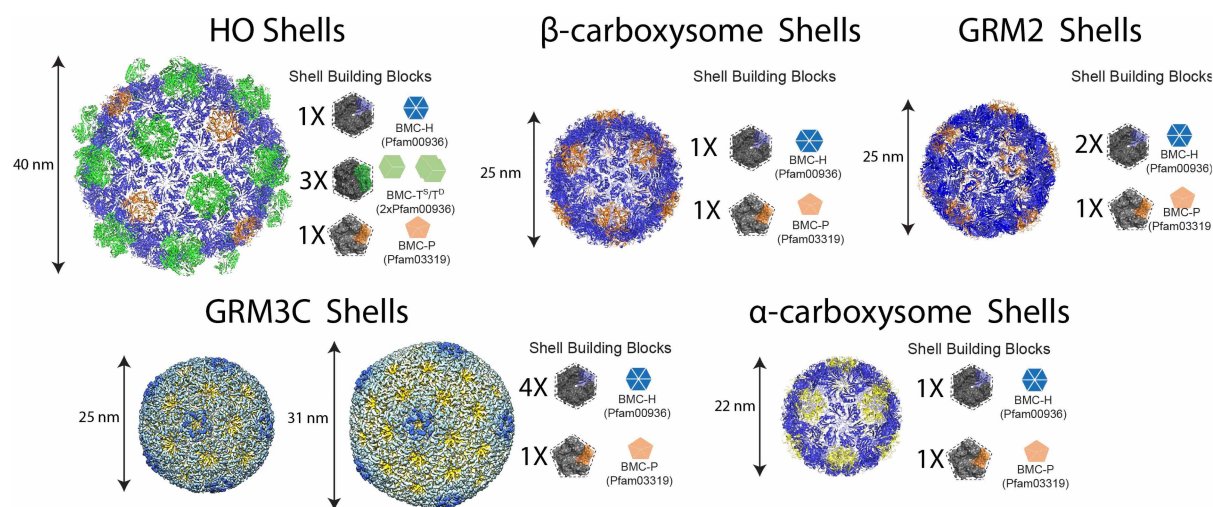 HO Shells
40 nm
Shell Building Blocks
1X
BMC-H
(Pfam00936)
3X
BMC-Tˢ/Tᴰ
(2xPfam00936)
1X
BMC-P
(Pfam03319)
β-carboxysome Shells
25 nm
Shell Building Blocks
1X
BMC-H
(Pfam00936)
1X
BMC-P
(Pfam03319)
GRM2 Shells
25 nm
Shell Building Blocks
2X
BMC-H
(Pfam00936)
1X
BMC-P
(Pfam03319)
GRM3C Shells
25 nm
31 nm
Shell Building Blocks
4X
BMC-H
(Pfam00936)
1X
BMC-P
(Pfam03319)
α-carboxysome Shells
22 nm
Shell Building Blocks
1X
BMC-H
(Pfam00936)
1X
BMC-P
(Pfam03319)